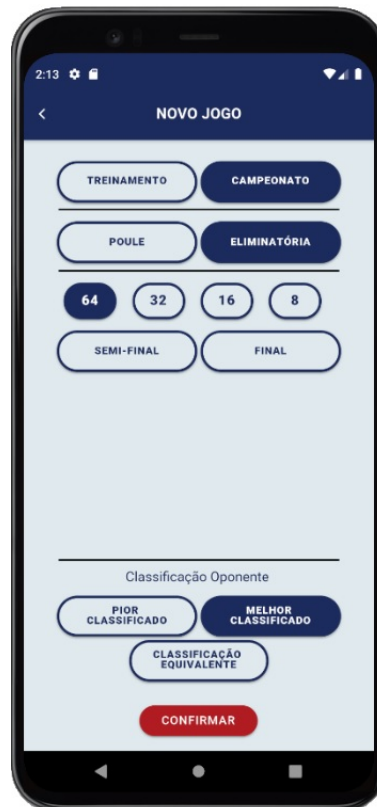 2:13
NOVO JOGO
TREINAMENTO CAMPEONATO
POULE ELIMINATÓRIA
64 32 16 8
SEMI-FINAL FINAL
Classificação Oponente
PIOR MELHOR
CLASSIFICADO CLASSIFICADO
CLASSIFICAÇÃO
EQUIVALENTE
CONFIRMAR